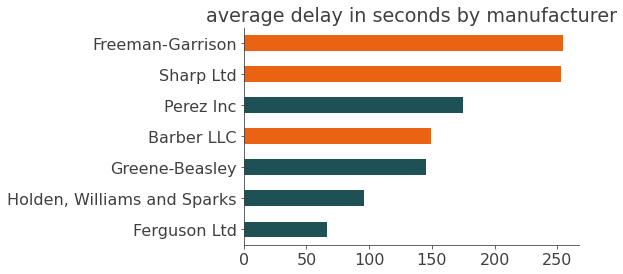 average delay in seconds by manufacturer
Freeman-Garrison
Sharp Ltd
Perez Inc
Barber LLC
Greene-Beasley
Holden, Williams and Sparks
Ferguson Ltd
0 50 100 150 200 250